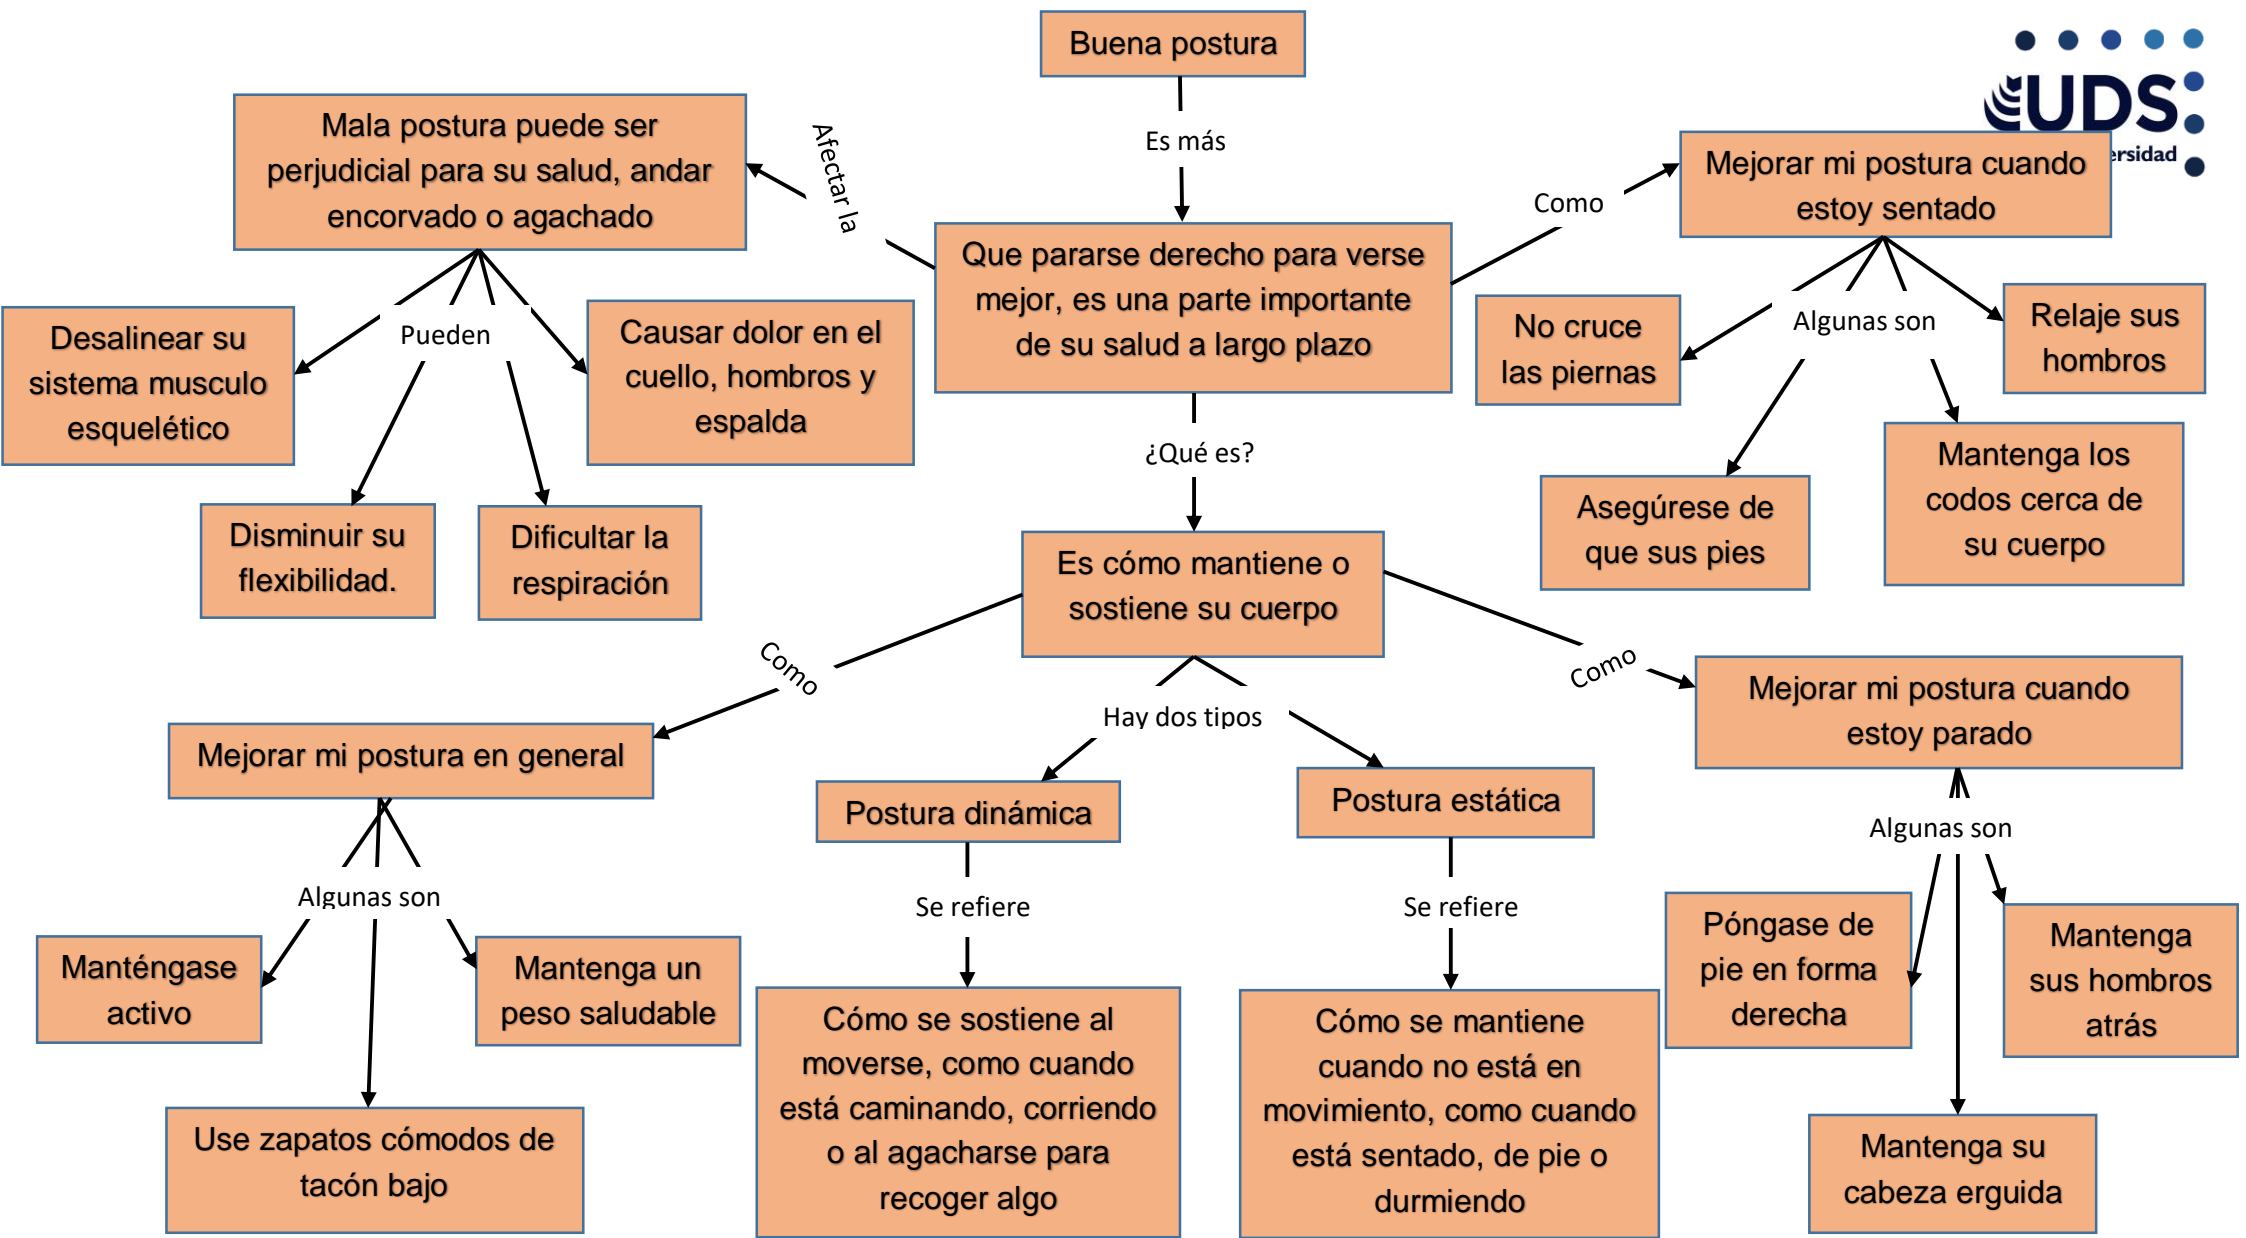 Buena postura
UDS
ersidad
Es más
Mala postura puede ser
perjudicial para su salud, andar
encorvado o agachado
Afectar la
Que pararse derecho para verse
mejor, es una parte importante
de su salud a largo plazo
Como
Mejorar mi postura cuando
estoy sentado
Pueden
Desalinear su
sistema musculo
esquelético
Causar dolor en el
cuello, hombros y
espalda
Disminuir su
flexibilidad.
Dificultar la
respiración
Algunas son
No cruce
las piernas
Relaje sus
hombros
Asegúrese de
que sus pies
Mantenga los
codos cerca de
su cuerpo
¿Qué es?
Es cómo mantiene o
sostiene su cuerpo
Como
Mejorar mi postura en general
Hay dos tipos
Como
Mejorar mi postura cuando
estoy parado
Postura dinámica
Postura estática
Algunas son
Manténgase
activo
Mantenga un
peso saludable
Use zapatos cómodos de
tacón bajo
Se refiere
Cómo se sostiene al
moverse, como cuando
está caminando, corriendo
o al agacharse para
recoger algo
Se refiere
Cómo se mantiene
cuando no está en
movimiento, como cuando
está sentado, de pie o
durmiendo
Algunas son
Póngase de
pie en forma
derecha
Mantenga
sus hombros
atrás
Mantenga su
cabeza erguida